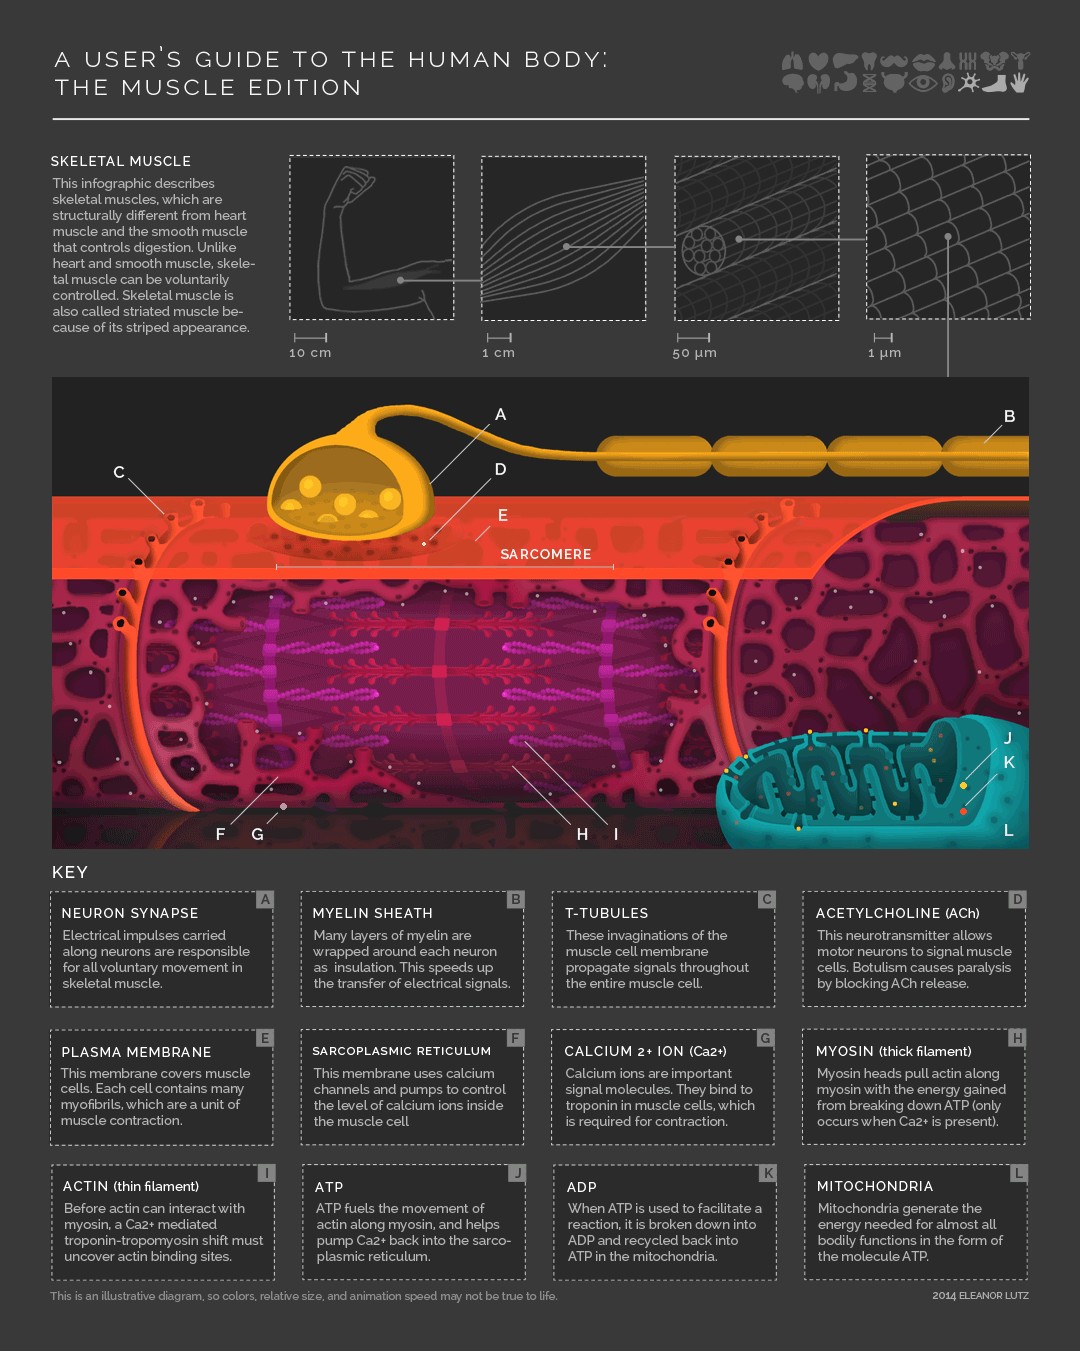 A USER'S GUIDE TO THE HUMAN BODY:
THE MUSCLE EDITION
SKELETAL MUSCLE
This infographic describes
skeletal muscles, which are
structurally different from heart
muscle and the smooth muscle
that controls digestion. Unlike
heart and smooth muscle, skele-
tal muscle can be voluntarily
controlled. Skeletal muscle is
also called striated muscle be-
cause of its striped appearance.
10 cm
1 cm
50 µm
1 µm
A
B
C
D
E
SARCOMERE
J
K
F
G
H
I
L
KEY
A
NEURON SYNAPSE
Electrical impulses carried
along neurons are responsible
for all voluntary movement in
skeletal muscle.
B
MYELIN SHEATH
Many layers of myelin are
wrapped around each neuron
as insulation. This speeds up
the transfer of electrical signals.
C
T-TUBULES
These invaginations of the
muscle cell membrane
propagate signals throughout
the entire muscle cell.
D
ACETYLCHOLINE (ACh)
This neurotransmitter allows
motor neurons to signal muscle
cells. Botulism causes paralysis
by blocking ACh release.
E
PLASMA MEMBRANE
This membrane covers muscle
cells. Each cell contains many
myofibrils, which are a unit of
muscle contraction.
F
SARCOPLASMIC RETICULUM
This membrane uses calcium
channels and pumps to control
the level of calcium ions inside
the muscle cell
G
CALCIUM 2+ ION (Ca2+)
Calcium ions are important
signal molecules. They bind to
troponin in muscle cells, which
is required for contraction.
H
MYOSIN (thick filament)
Myosin heads pull actin along
myosin with the energy gained
from breaking down ATP (only
occurs when Ca2+ is present).
I
ACTIN (thin filament)
Before actin can interact with
myosin, a Ca2+ mediated
troponin-tropomyosin shift must
uncover actin binding sites.
J
ATP
ATP fuels the movement of
actin along myosin, and helps
pump Ca2+ back into the sarco-
plasmic reticulum.
K
ADP
When ATP is used to facilitate a
reaction, it is broken down into
ADP and recycled back into
ATP in the mitochondria.
L
MITOCHONDRIA
Mitochondria generate the
energy needed for almost all
bodily functions in the form of
the molecule ATP.
This is an illustrative diagram, so colors, relative size, and animation speed may not be true to life.
2014 ELEANOR LUTZ